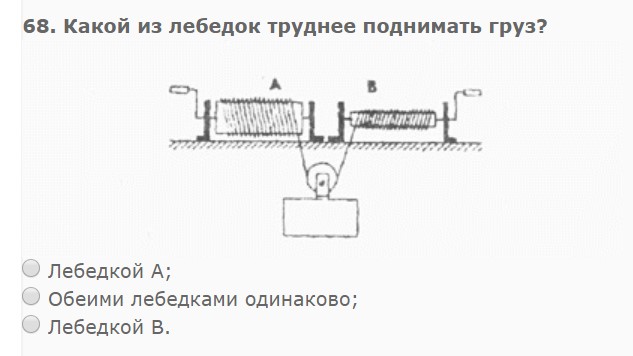 68. Какой из лебедок труднее поднимать груз?
А В
Лебедкой А;
Обеими лебедками одинаково;
Лебедкой В.